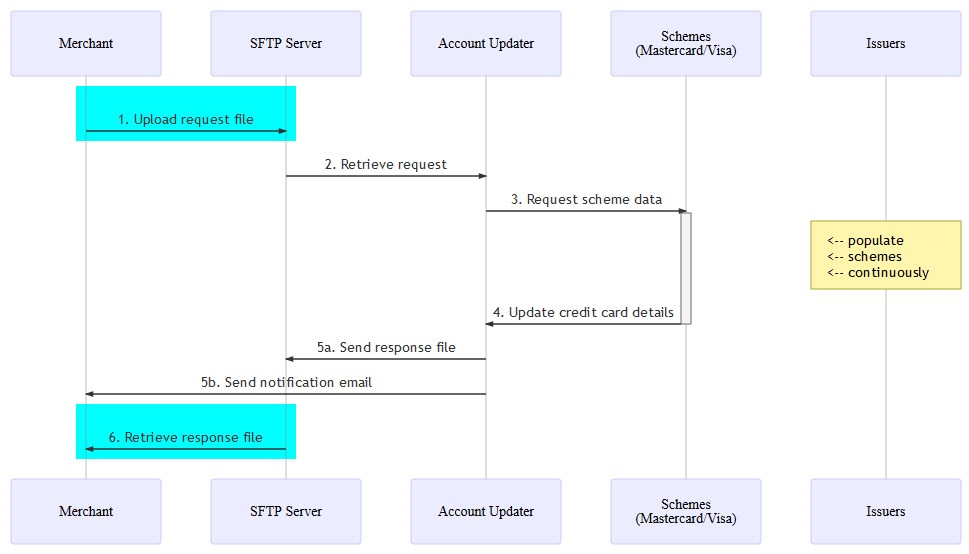 Merchant
SFTP Server
Account Updater
Schemes
(Mastercard/Visa)
Issuers
1. Upload request file
2. Retrieve request
3. Request scheme data
<-- populate
<-- schemes
<-- continuously
4. Update credit card details
5a. Send response file
5b. Send notification email
6. Retrieve response file
Merchant
SFTP Server
Account Updater
Schemes
(Mastercard/Visa)
Issuers